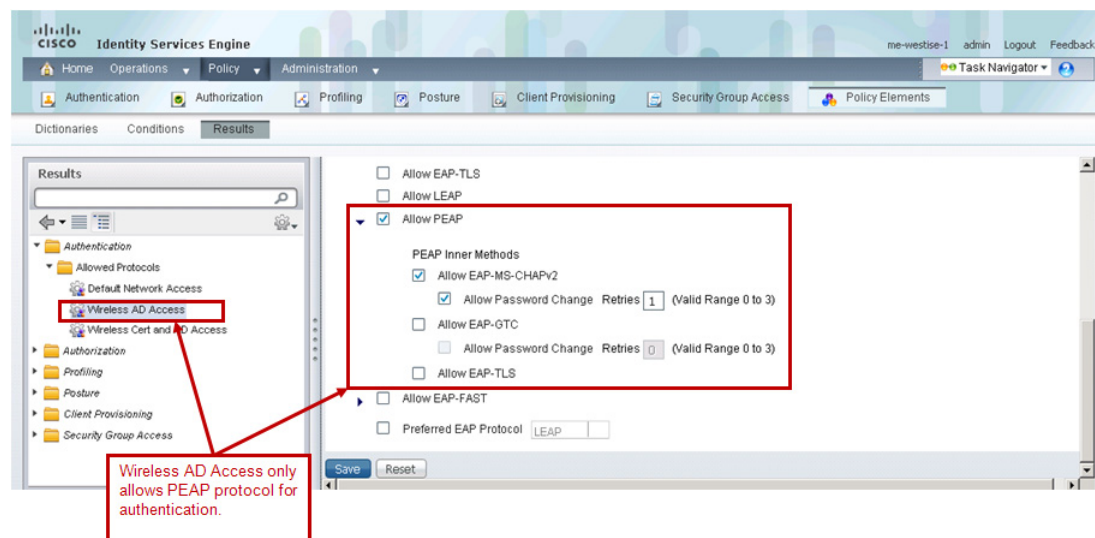 cisco Identity Services Engine
me-westise-1 admin Logout Feedback
Home Operations Policy Administration
Task Navigator
Authentication Authorization Profiling Posture Client Provisioning Security Group Access Policy Elements
Dictionaries Conditions Results
Results
Authentication
Allowed Protocols
Default Network Access
Wireless AD Access
Wireless Cert and AD Access
Authorization
Profiling
Posture
Client Provisioning
Security Group Access
Allow EAP-TLS
Allow LEAP
Allow PEAP
PEAP Inner Methods
Allow EAP-MS-CHAPv2
Allow Password Change Retries 1 (Valid Range 0 to 3)
Allow EAP-GTC
Allow Password Change Retries 0 (Valid Range 0 to 3)
Allow EAP-TLS
Allow EAP-FAST
Preferred EAP Protocol LEAP
Save Reset
Wireless AD Access only
allows PEAP protocol for
authentication.